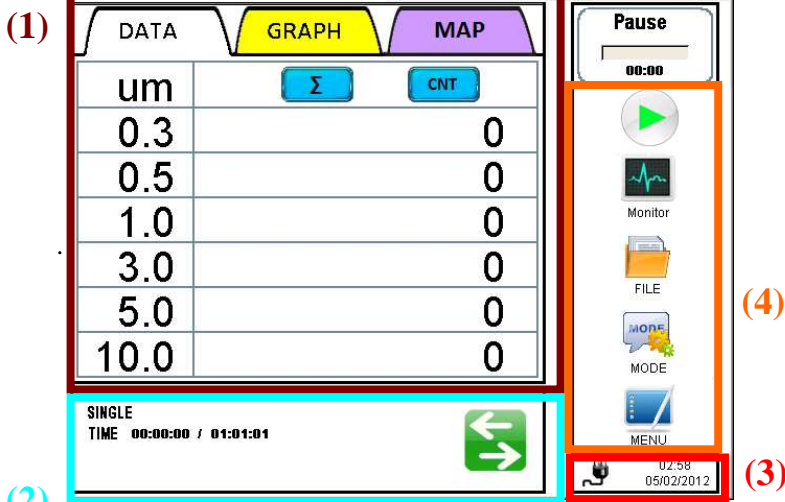 (1)
DATA GRAPH MAP
um Σ CNT
0.3 0
0.5 0
1.0 0
3.0 0
5.0 0
10.0 0
SINGLE
TIME 00:00:00 / 01:01:01
(2)
Pause
00:00
Monitor
FILE
MODE
MODE
MENU
(4)
02:58
05/02/2012
(3)